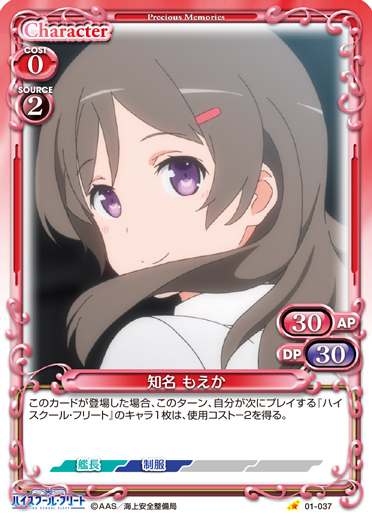 Precious Memories
Character
COST
0
SOURCE
2
30 AP
DP 30
知名 もえか
このカードが登場した場合、このターン、自分が次にプレイする『ハイ
スクール・フリート』のキャラ1枚は、使用コスト-2を得る。
艦長 制服 － －
ハイスクール・フリート
HIGH SCHOOL FLEET
©AAS／海上安全整備局
01-037